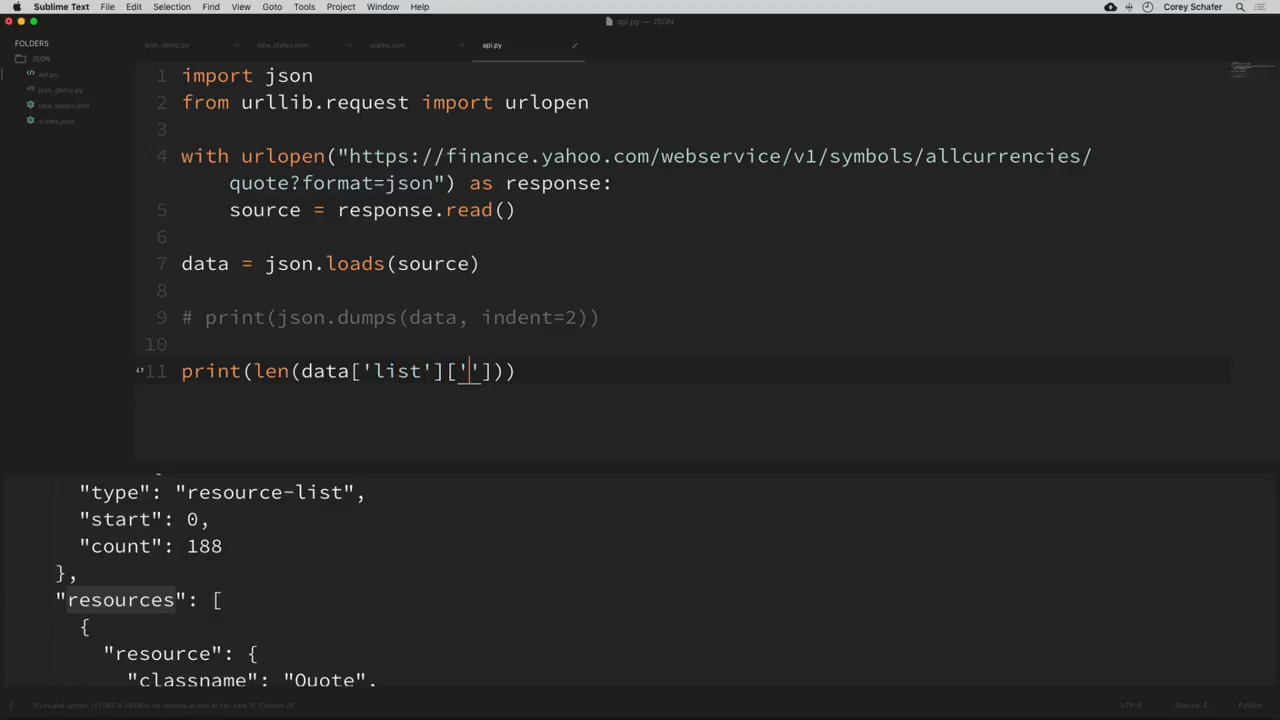 Sublime Text File Edit Selection Find View Goto Tools Project Window Help Corey Schafer
api.py — JSON
FOLDERS
JSON
api.py
json_demo.py
new_states.json
states.json
json_demo.py new_states.json states.json api.py
1 import json
2 from urllib.request import urlopen
3
4 with urlopen("https://finance.yahoo.com/webservice/v1/symbols/allcurrencies/
quote?format=json") as response:
5 source = response.read()
6
7 data = json.loads(source)
8
9 # print(json.dumps(data, indent=2))
10
11 print(len(data['list']['']))
"type": "resource-list",
"start": 0,
"count": 188
},
"resources": [
{
"resource": {
"classname": "Quote",
UTF-8 Spaces: 4 Python